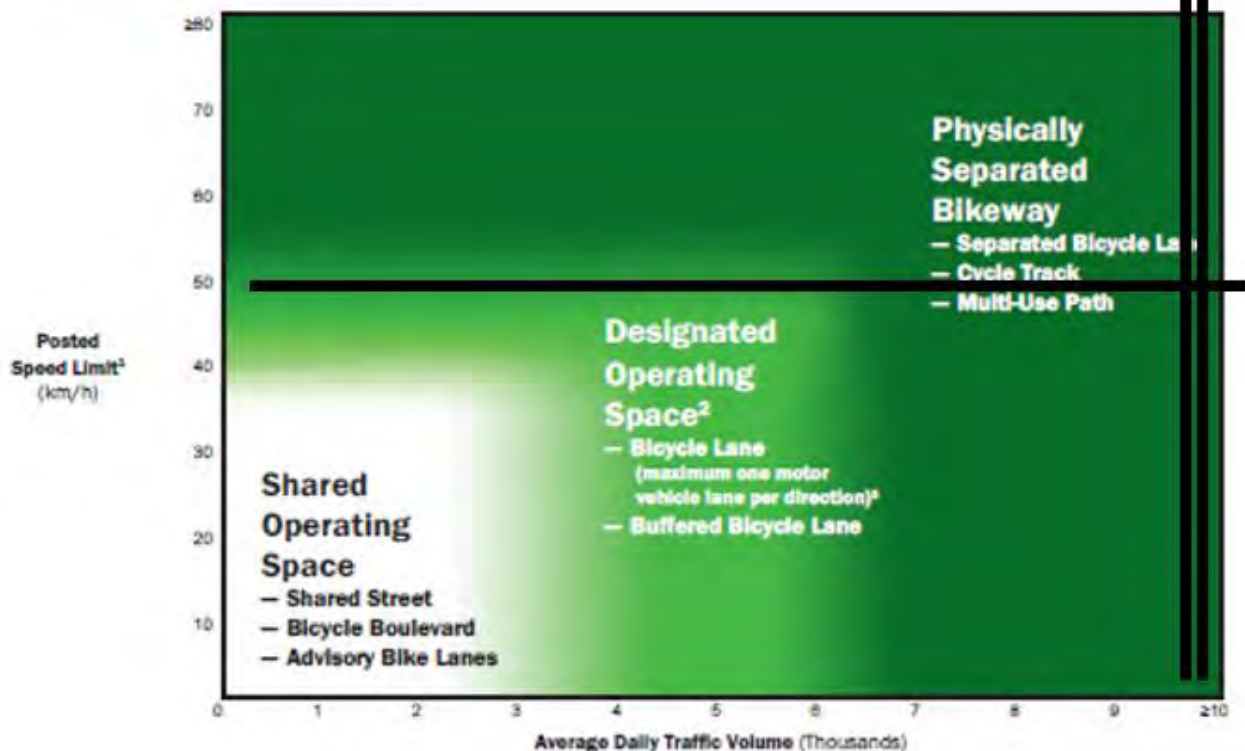 ≥80
70
60
50
40
30
20
10
Posted
Speed Limit¹
(km/h)
Physically
Separated
Bikeway
— Separated Bicycle
— Cycle Track
— Multi-Use Path
Designated
Operating
Space²
— Bicycle Lane
(maximum one motor
vehicle lane per direction)³
— Buffered Bicycle Lane
Shared
Operating
Space
— Shared Street
— Bicycle Boulevard
— Advisory Bike Lanes
0 1 2 3 4 5 6 7 8 9 ≥10
Average Daily Traffic Volume (Thousands)